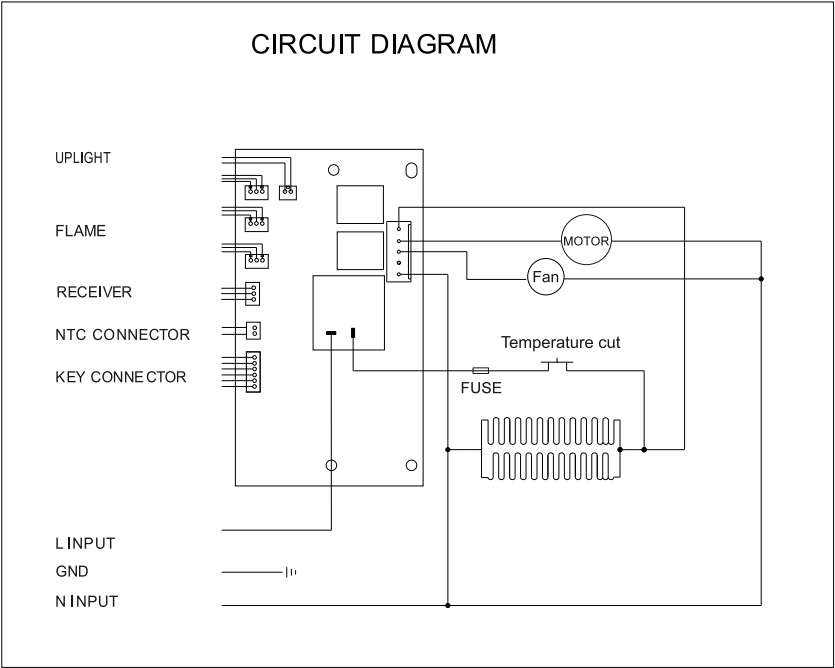 CIRCUIT DIAGRAM
UPLIGHT
FLAME
MOTOR
Fan
RECEIVER
NTC CONNECTOR
Temperature cut
KEY CONNECTOR
FUSE
L INPUT
GND
N INPUT